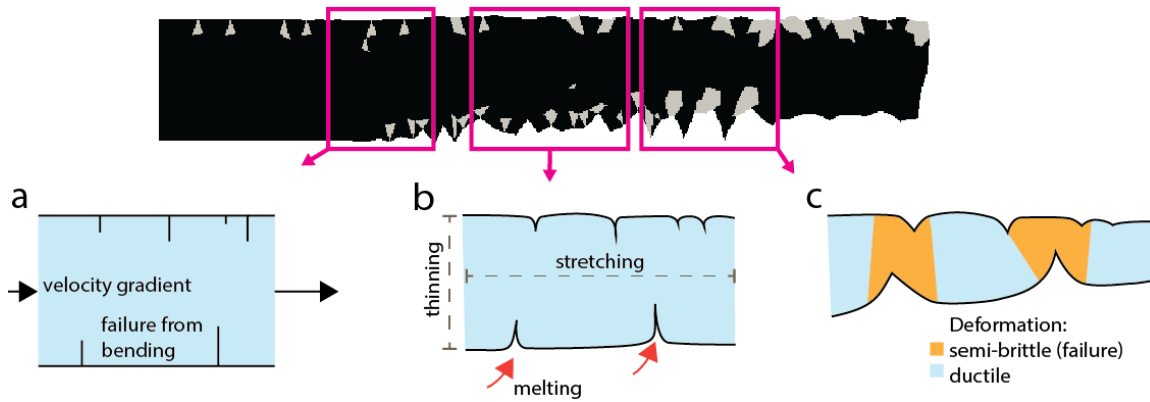 a
velocity gradient
failure from
bending
b
thinning
stretching
melting
c
Deformation:
semi-brittle (failure)
ductile